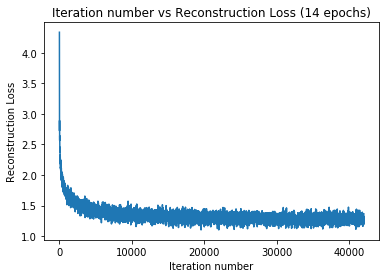 Iteration number vs Reconstruction Loss (14 epochs)
4.0
3.5
3.0
2.5
2.0
1.5
1.0
Reconstruction Loss
0 10000 20000 30000 40000
Iteration number